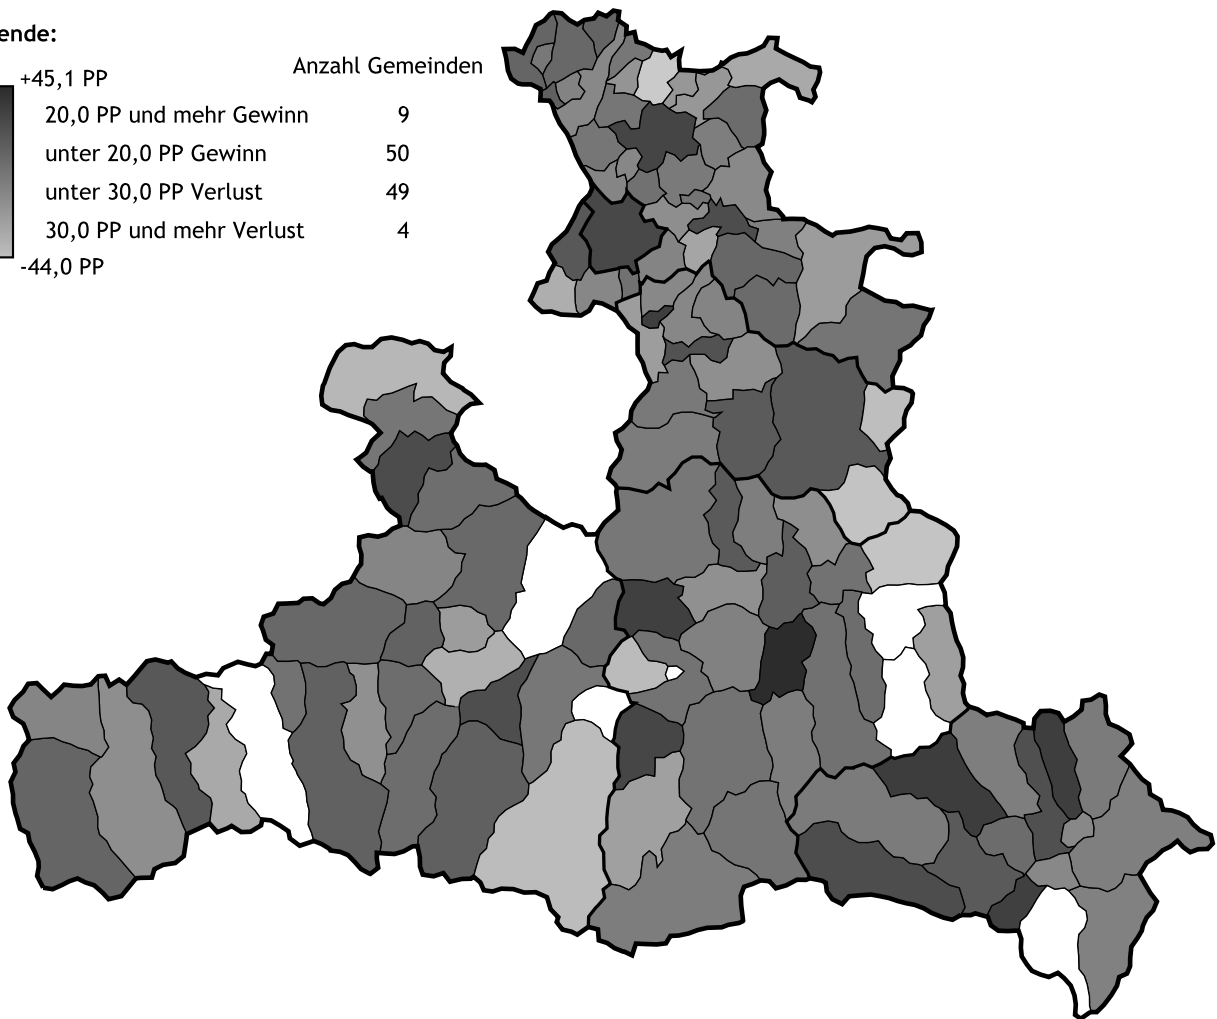 ende:
Anzahl Gemeinden
+45,1 PP
20,0 PP und mehr Gewinn 9
unter 20,0 PP Gewinn 50
unter 30,0 PP Verlust 49
30,0 PP und mehr Verlust 4
-44,0 PP